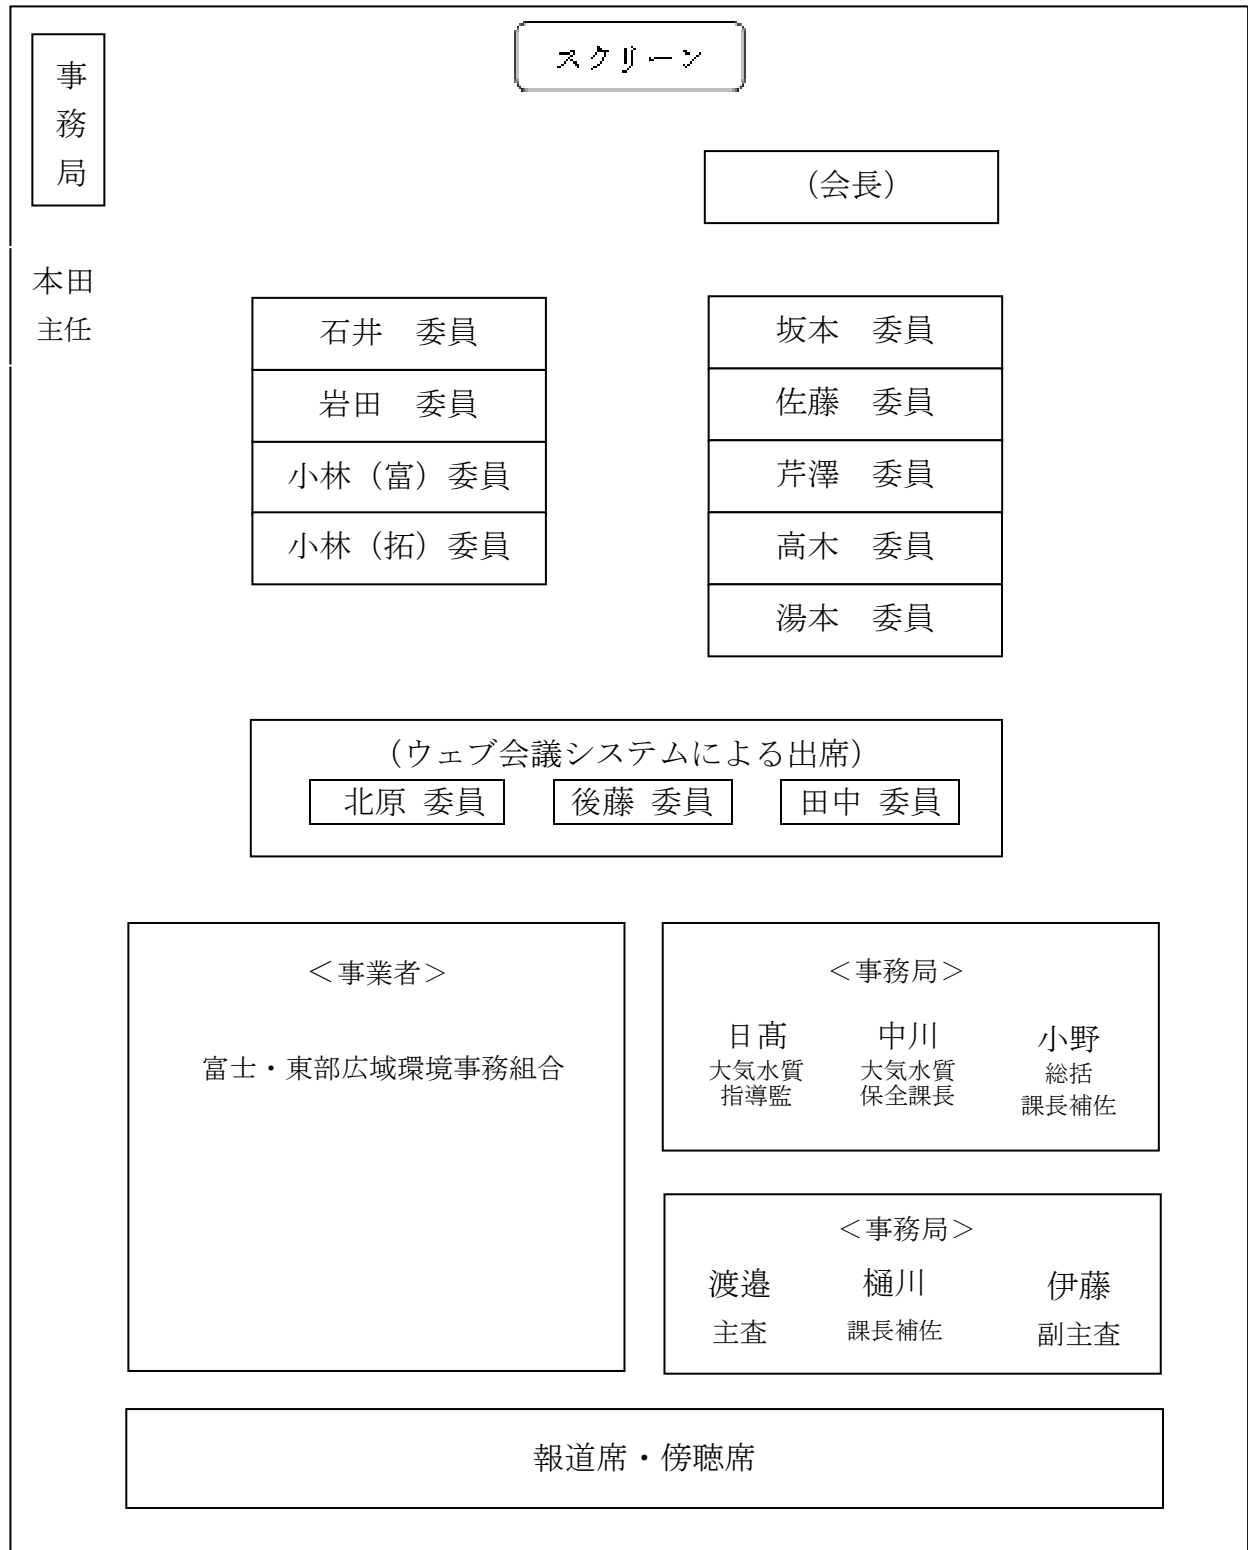 スクリーン
事務局
(会長)
本田
主任
石井 委員
岩田 委員
小林(富)委員
小林(拓)委員
坂本 委員
佐藤 委員
芹澤 委員
高木 委員
湯本 委員
(ウェブ会議システムによる出席)
北原 委員 後藤 委員 田中 委員
＜事業者＞
富士・東部広域環境事務組合
＜事務局＞
日髙 中川 小野
大気水質 大気水質 総括
指導監 保全課長 課長補佐
＜事務局＞
渡邉 樋川 伊藤
主査 課長補佐 副主査
報道席・傍聴席